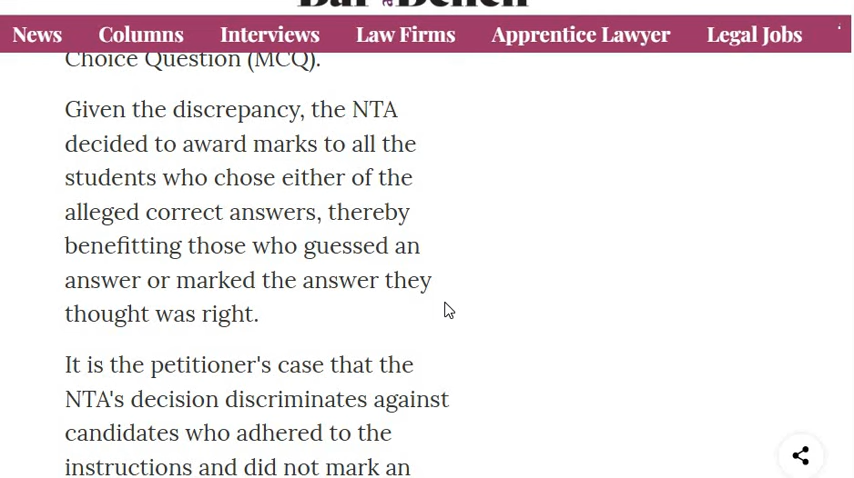 Bar & Bench
News Columns Interviews Law Firms Apprentice Lawyer Legal Jobs
Choice Question (MCQ).
Given the discrepancy, the NTA
decided to award marks to all the
students who chose either of the
alleged correct answers, thereby
benefitting those who guessed an
answer or marked the answer they
thought was right.
It is the petitioner's case that the
NTA's decision discriminates against
candidates who adhered to the
instructions and did not mark an